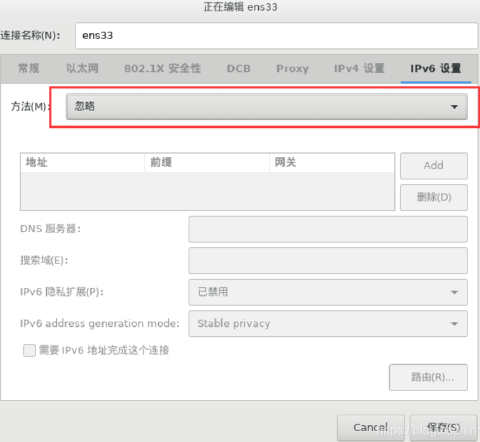 正在编辑 ens33
连接名称(N): ens33
常规 以太网 802.1X 安全性 DCB Proxy IPv4 设置 IPv6 设置
方法(M): 忽略
地址 前缀 网关
Add
删除(D)
DNS 服务器:
搜索域(E):
IPv6 隐私扩展(P): 已禁用
IPv6 address generation mode: Stable privacy
需要 IPv6 地址完成这个连接
路由(R)...
Cancel 保存(S)